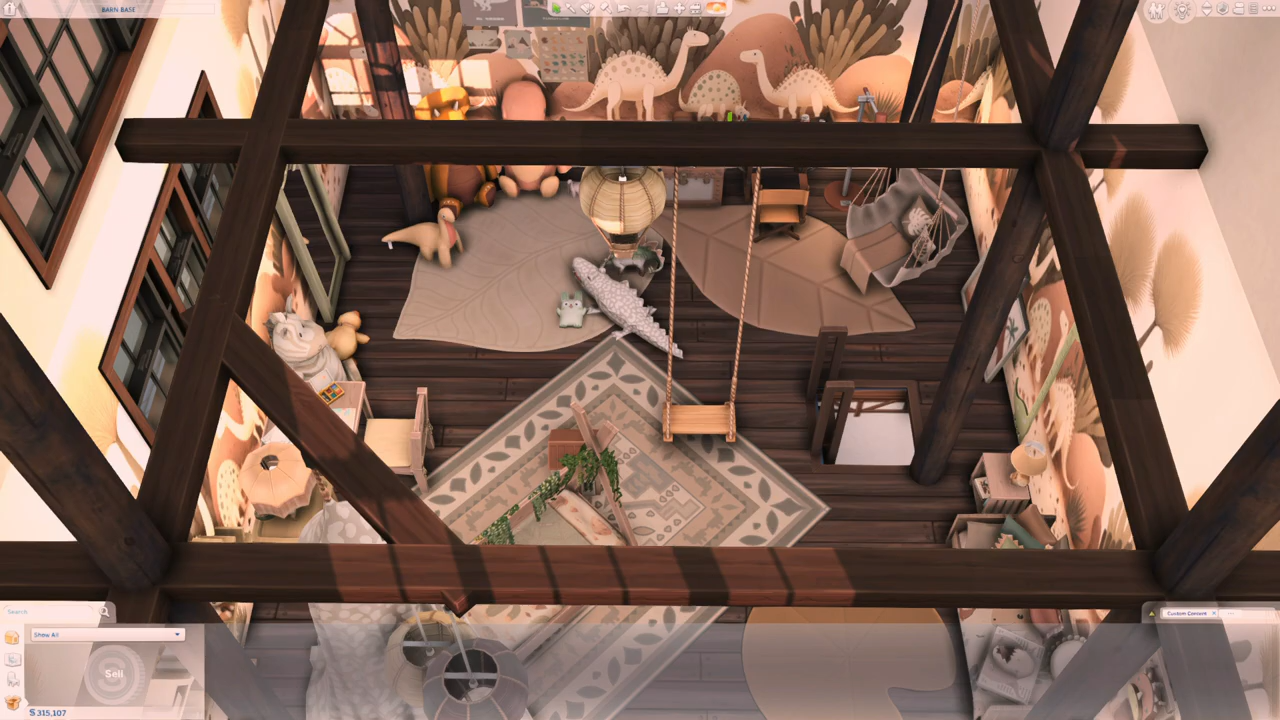 BARN BASE
Search
Custom Content
Show All
Sell
$315,107